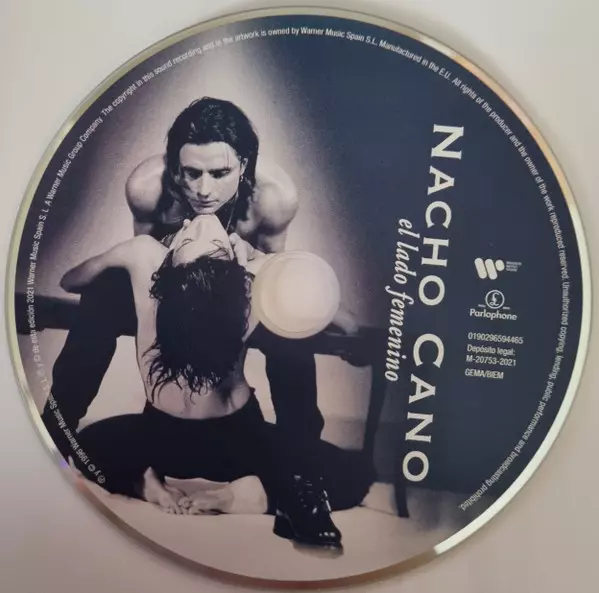 NACHO CANO
el lado femenino
Parlophone
0190296594465
Depósito legal:
M-20753-2021
GEMA/BIEM
℗ y © 1996 Warner Music Spain S.L. ℗ y © de esta edición 2021 Warner Music Spain S. L. A Warner Music Group Company. The copyright in this sound recording and in the artwork is owned by Warner Music Spain S.L. Manufactured in the E.U. All rights of the producer and the owner of the work reproduced reserved. Unauthorized copying, lending, public performance and broadcasting prohibited.